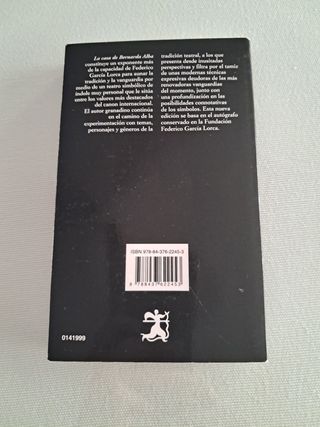 La casa de Bernarda Alba
constituye un exponente más
de la capacidad de Federico
García Lorca para aunar la
tradición y la vanguardia por
medio de un teatro simbólico de
índole muy personal que le sitúa
entre los valores más destacados
del canon internacional.
El autor granadino continúa
en el camino de la
experimentación con temas,
personajes y géneros de la
tradición teatral, a los que
presenta desde inusitadas
perspectivas y filtra por el tamiz
de unas modernas técnicas
expresivas deudoras de las más
renovadoras vanguardias
del momento, junto con
una profundización en las
posibilidades connotativas
de los símbolos. Esta nueva
edición se basa en el autógrafo
conservado en la Fundación
Federico García Lorca.
ISBN 978-84-376-2245-3
9 788437 622453
0141999